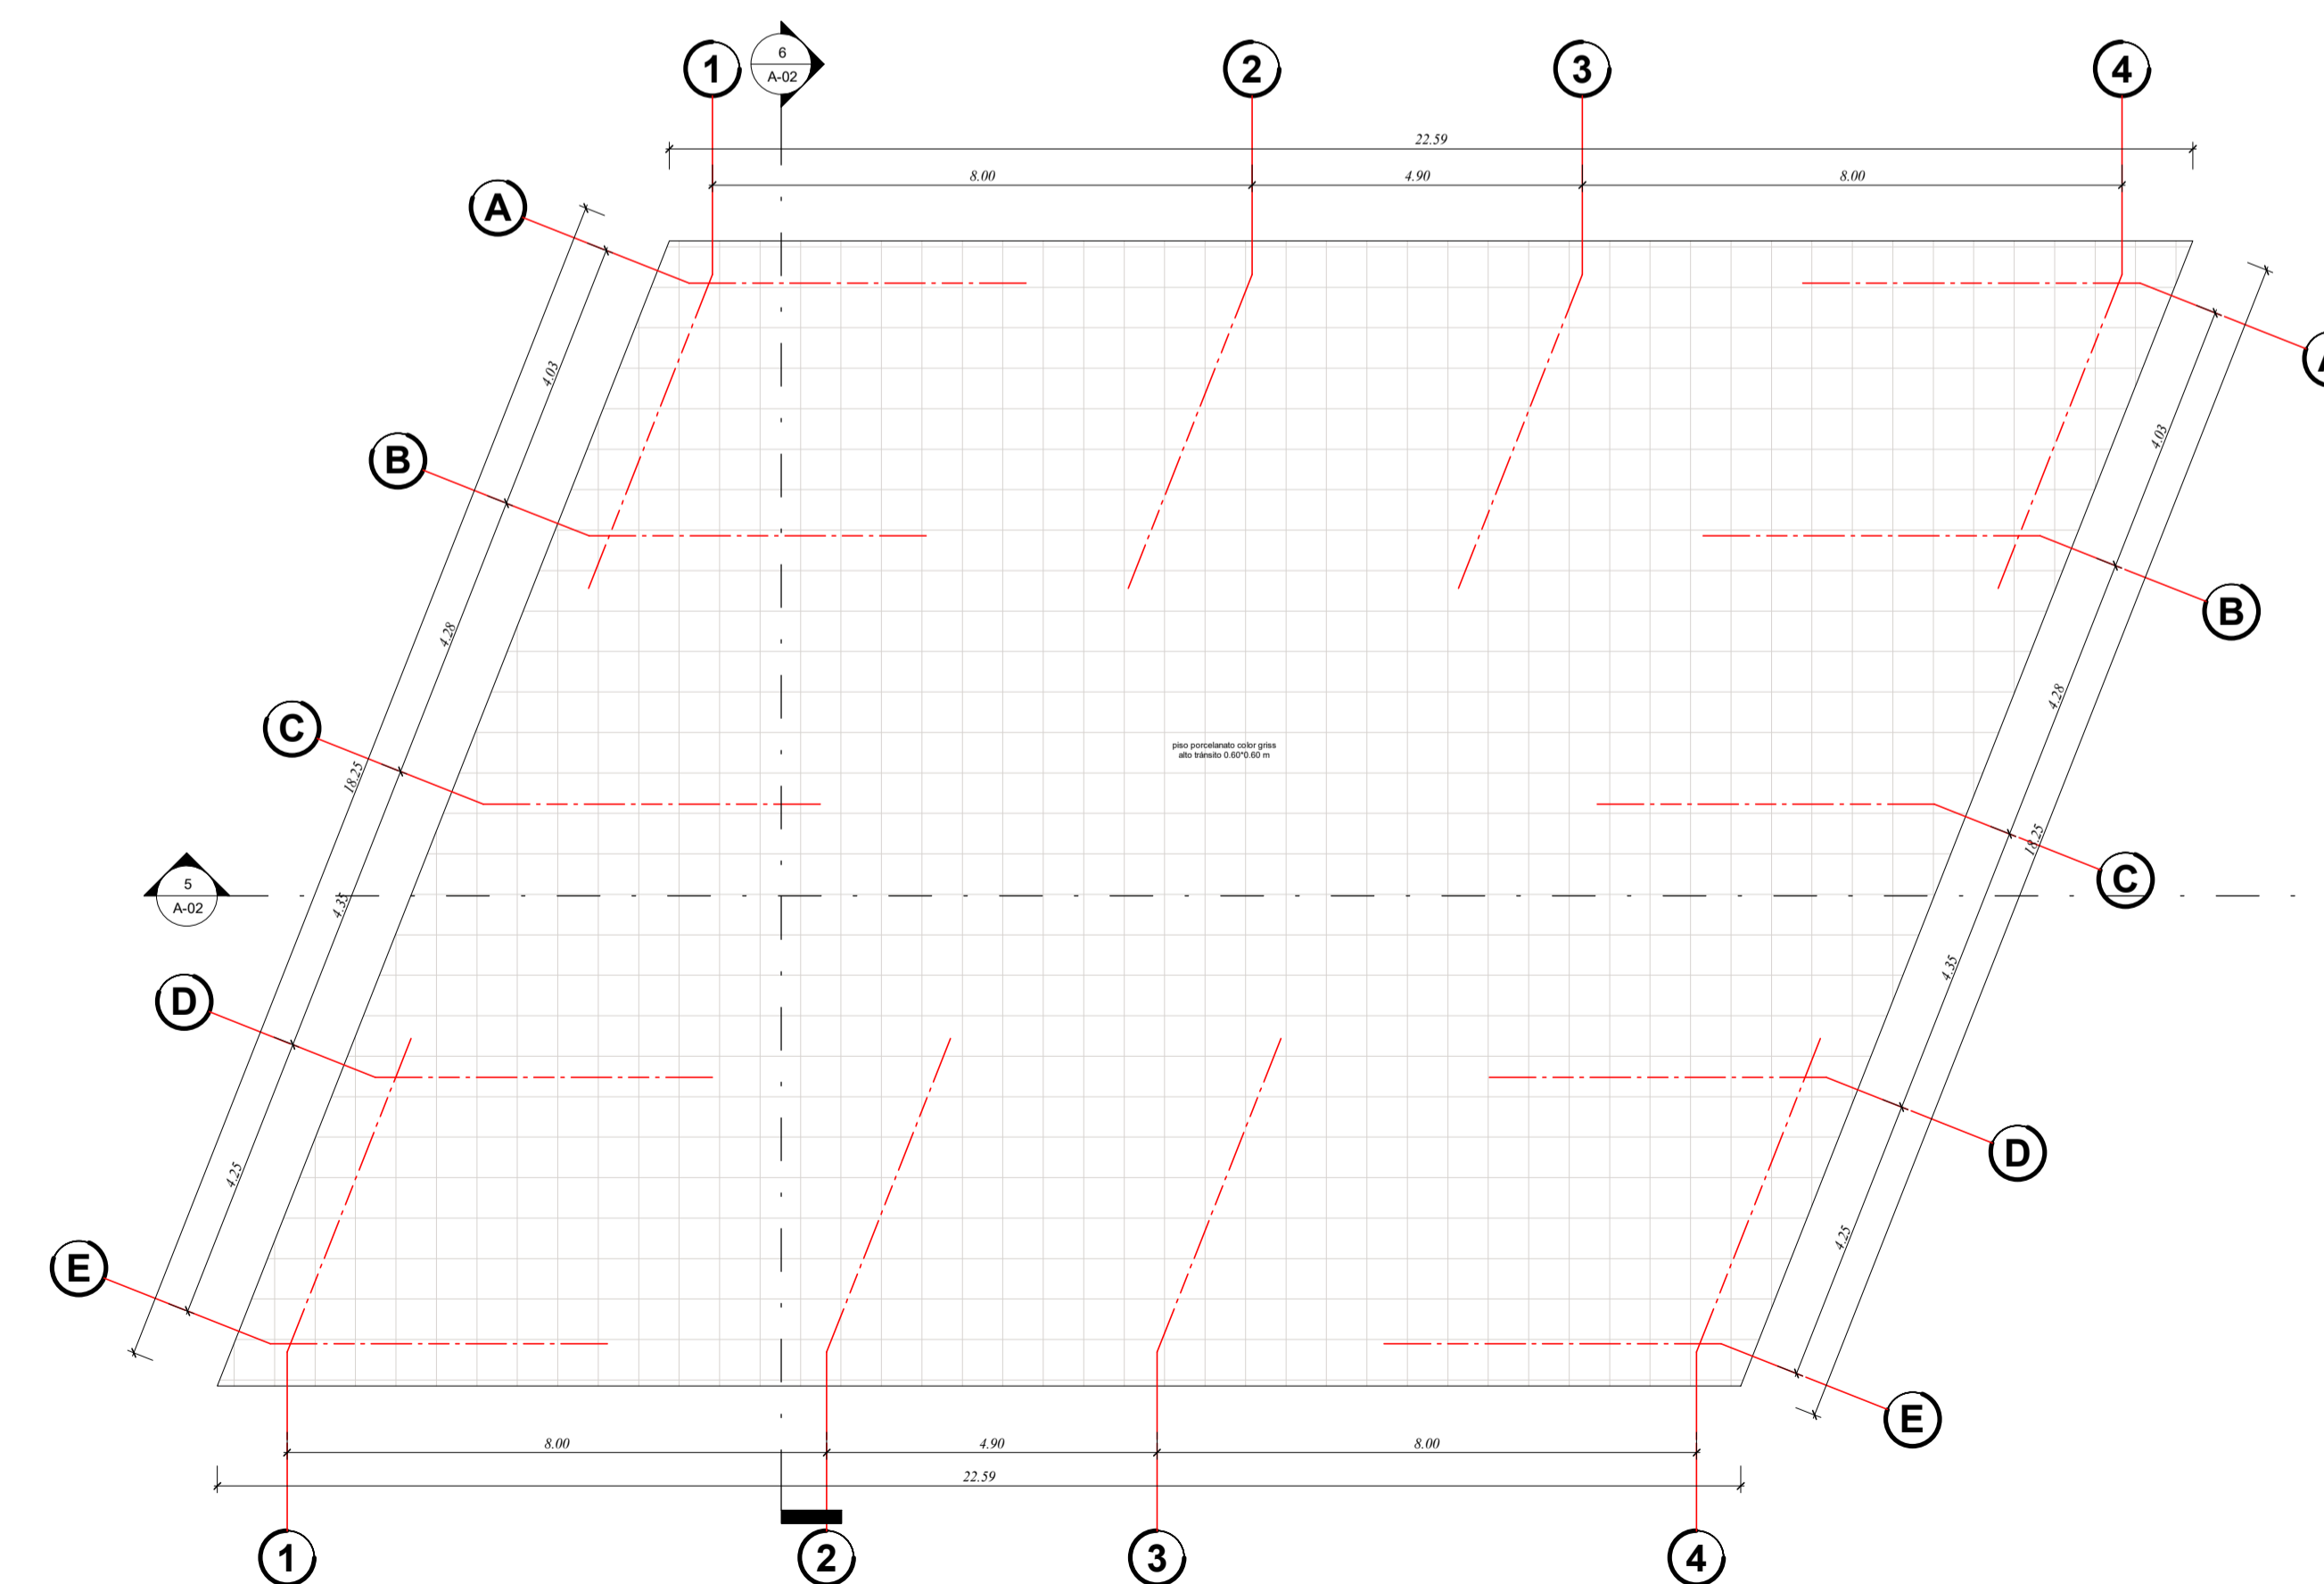 1
6
A-02
2
3
4
22.59
8.00
4.90
8.00
A
A
4.03
4.03
B
B
4.28
4.28
C
piso porcelanato color griss
alto tránsito 0.60*0.60 m
18.25
18.25
C
5
A-02
4.35
4.35
D
D
4.25
4.25
E
E
8.00
4.90
8.00
22.59
1
2
3
4